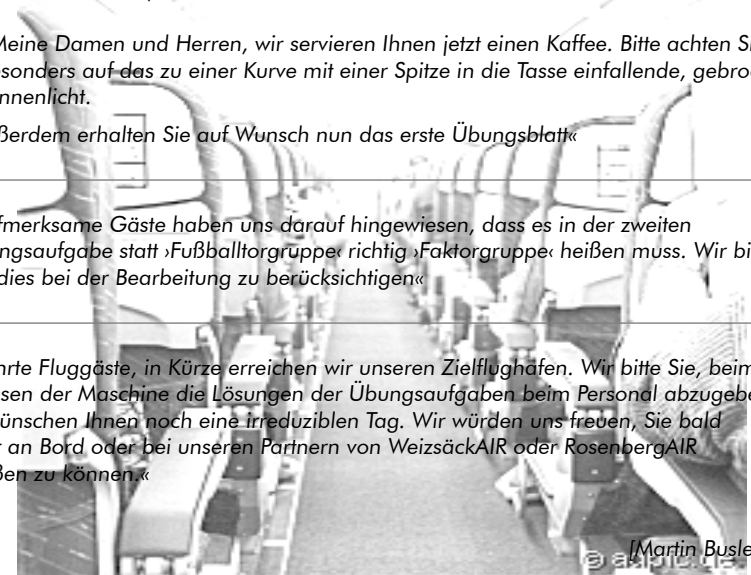 Meine Damen und Herren, wir servieren Ihnen jetzt einen Kaffee. Bitte achten Si
esonders auf das zu einer Kurve mit einer Spitze in die Tasse einfallende, gebro
nnenlicht.
ßerdem erhalten Sie auf Wunsch nun das erste Übungsblatt«
fmerksame Gäste haben uns darauf hingewiesen, dass es in der zweiten
ngsaufgabe statt ›Fußballtorgruppe‹ richtig ›Faktorgruppe‹ heißen muss. Wir bi
dies bei der Bearbeitung zu berücksichtigen«
hrte Fluggäste, in Kürze erreichen wir unseren Zielflughafen. Wir bitte Sie, beim
sen der Maschine die Lösungen der Übungsaufgaben beim Personal abzugebe
ünschen Ihnen noch eine irreduziblen Tag. Wir würden uns freuen, Sie bald
r an Bord oder bei unseren Partnern von WeizsäckAIR oder RosenbergAIR
ßen zu können.«
[Martin Busle